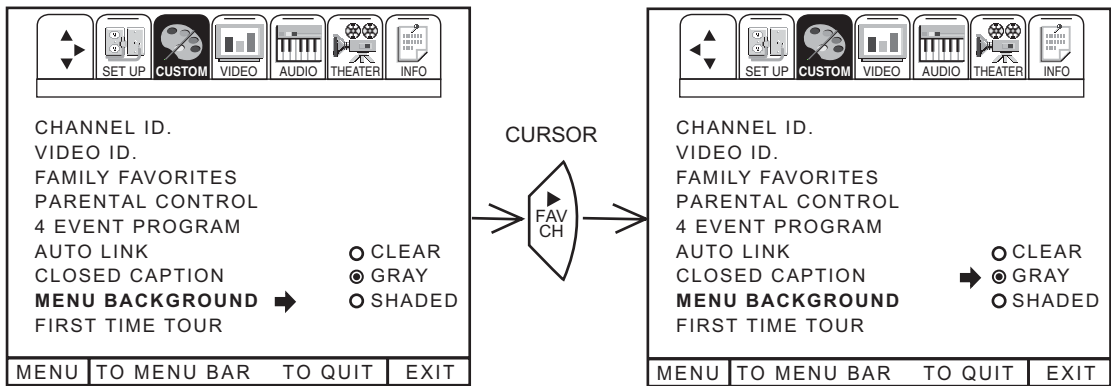 SET UP CUSTOM VIDEO AUDIO THEATER INFO
CHANNEL ID.
VIDEO ID.
FAMILY FAVORITES
PARENTAL CONTROL
4 EVENT PROGRAM
AUTO LINK CLEAR
CLOSED CAPTION GRAY
MENU BACKGROUND SHADED
FIRST TIME TOUR
MENU TO MENU BAR TO QUIT EXIT
CURSOR
FAV
CH
SET UP CUSTOM VIDEO AUDIO THEATER INFO
CHANNEL ID.
VIDEO ID.
FAMILY FAVORITES
PARENTAL CONTROL
4 EVENT PROGRAM
AUTO LINK CLEAR
CLOSED CAPTION GRAY
MENU BACKGROUND SHADED
FIRST TIME TOUR
MENU TO MENU BAR TO QUIT EXIT